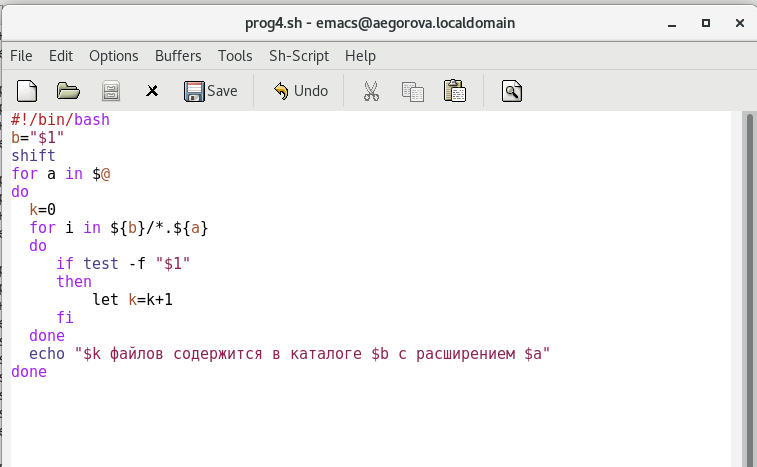 prog4.sh - emacs@aegorova.localdomain
File Edit Options Buffers Tools Sh-Script Help
Save Undo
#!/bin/bash
b="$1"
shift
for a in $@
do
  k=0
  for i in ${b}/*.${a}
  do
     if test -f "$1"
     then
         let k=k+1
     fi
  done
  echo "$k файлов содержится в каталоге $b с расширением $a"
done